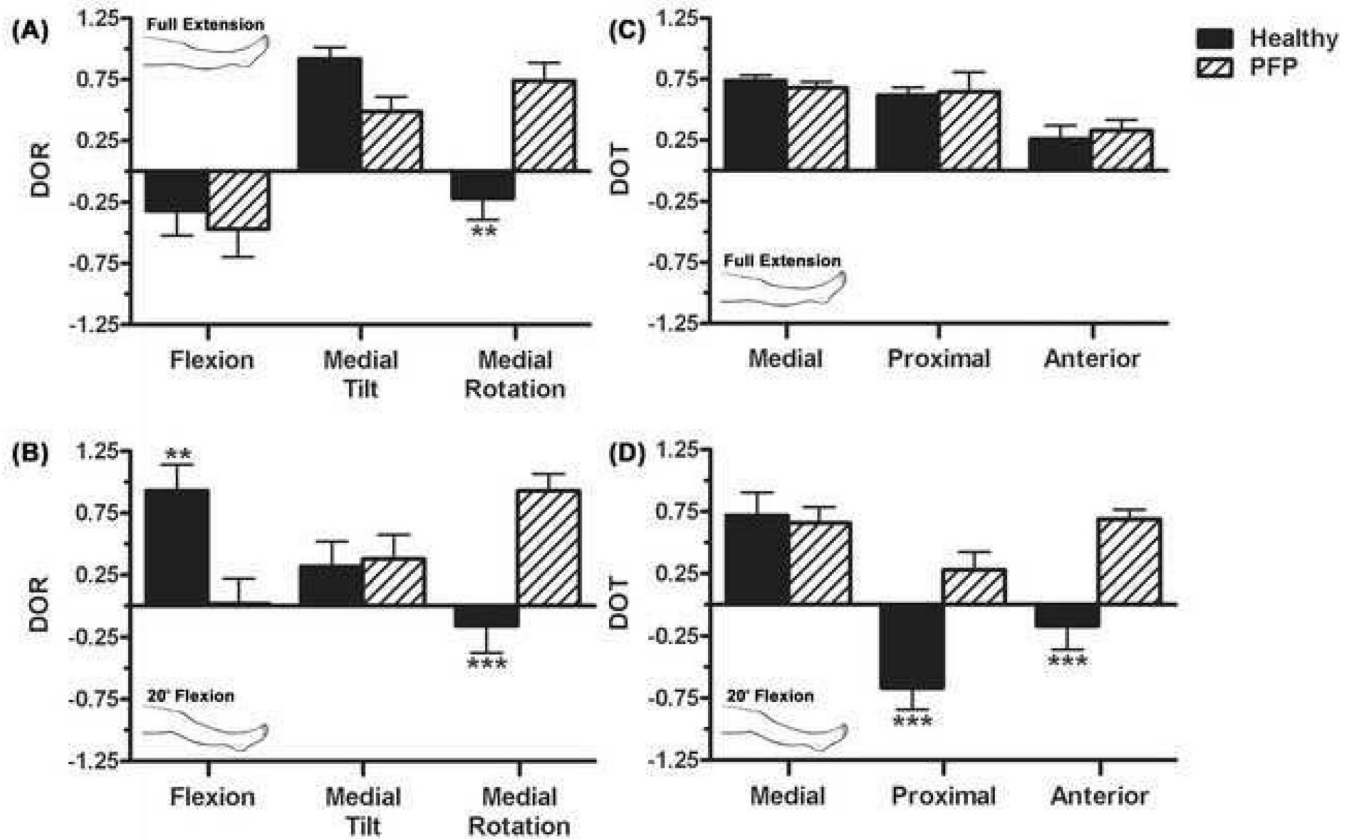 (A)
Full Extension
1.25
0.75
0.25
-0.25
-0.75
-1.25
DOR
**
Flexion
Medial
Tilt
Medial
Rotation
(C)
1.25
0.75
0.25
-0.25
-0.75
-1.25
DOT
Full Extension
Medial
Proximal
Anterior
Healthy
PFP
(B)
1.25
0.75
0.25
-0.25
-0.75
-1.25
DOR
**
***
20° Flexion
Flexion
Medial
Tilt
Medial
Rotation
(D)
1.25
0.75
0.25
-0.25
-0.75
-1.25
DOT
***
***
20° Flexion
Medial
Proximal
Anterior